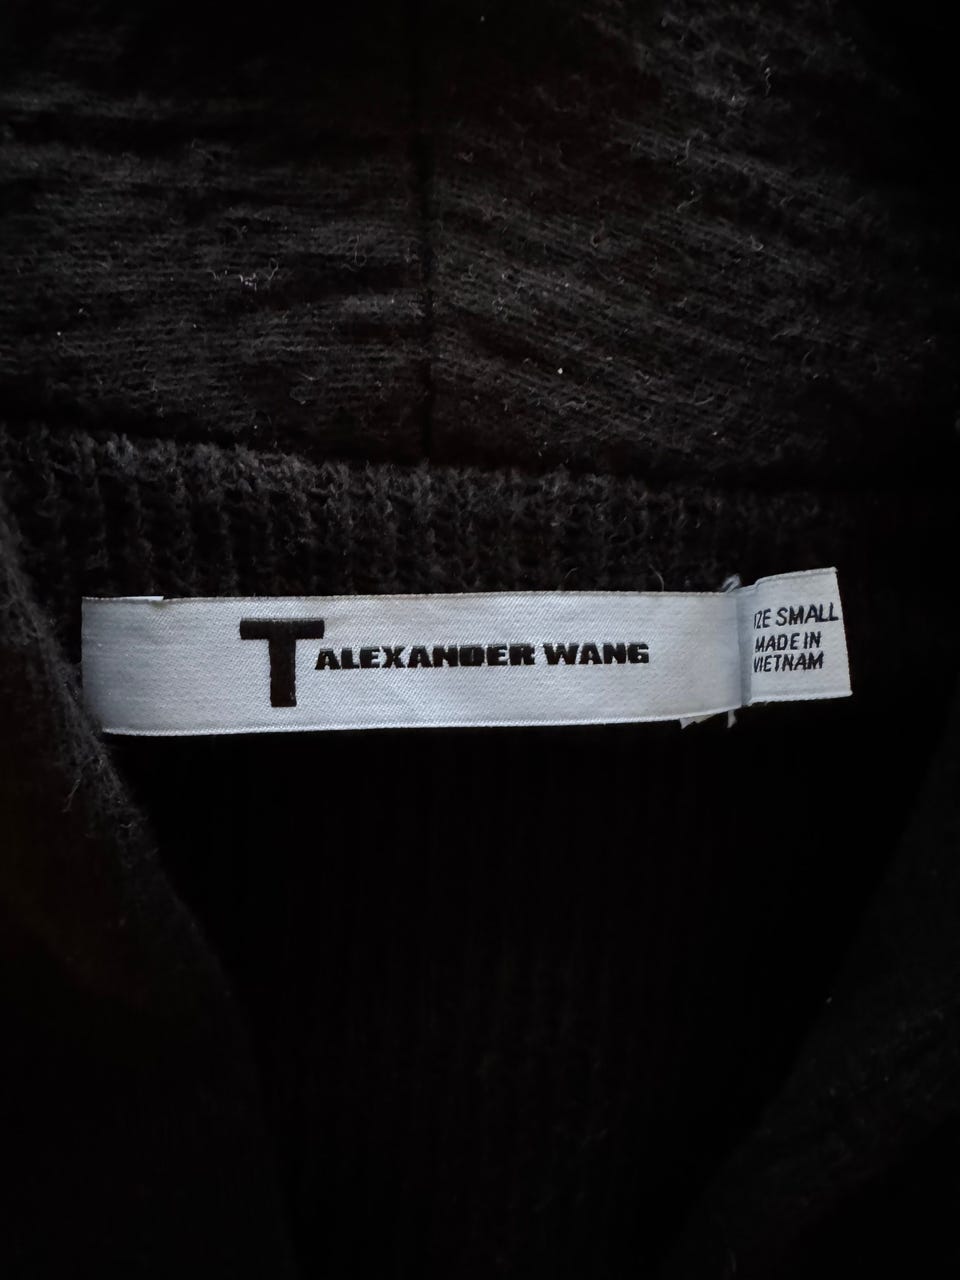 T ALEXANDER WANG
IZE SMALL
MADE IN
VIETNAM